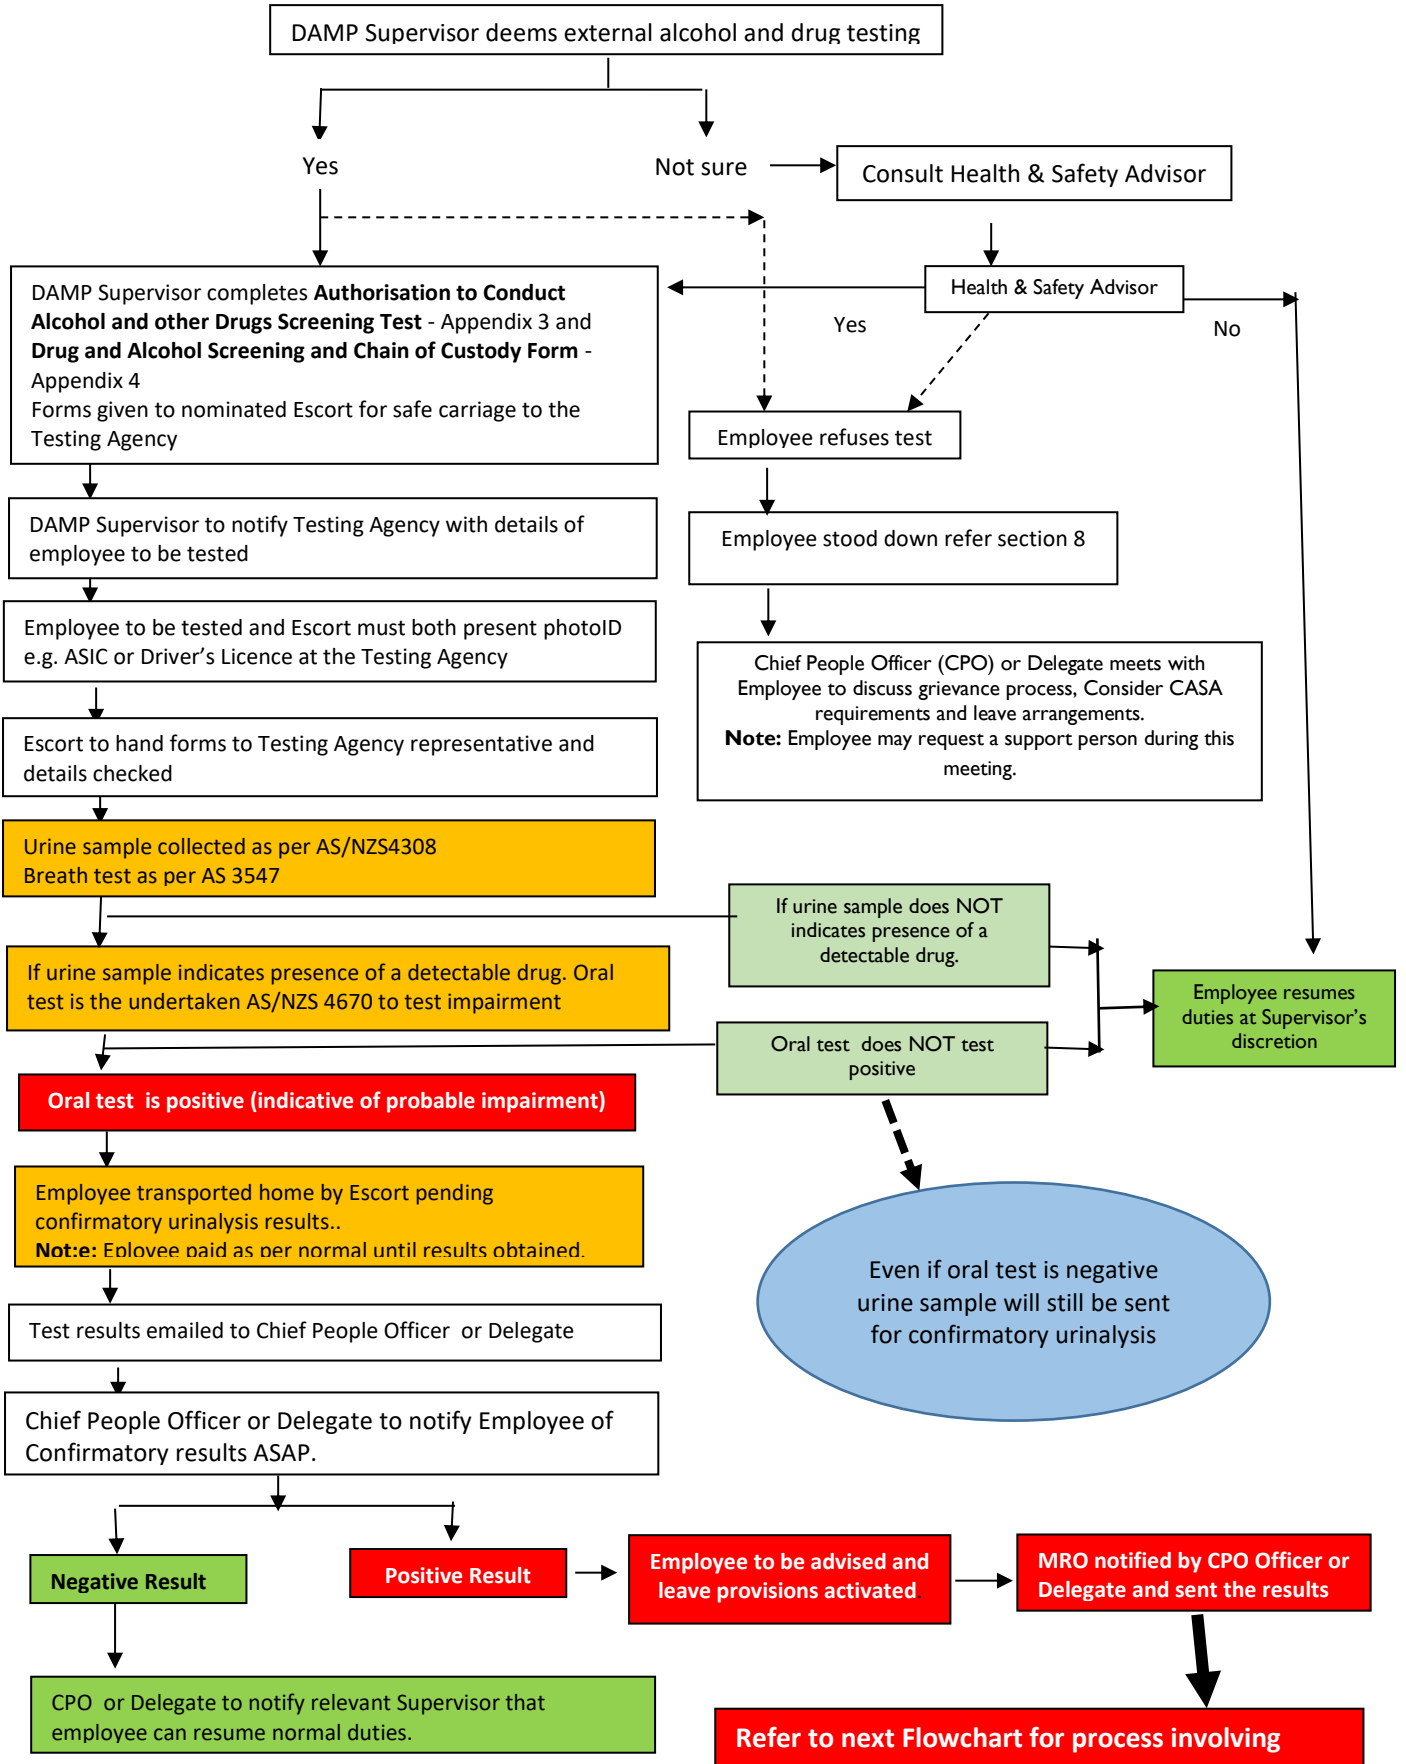 DAMP Supervisor deems external alcohol and drug testing
Yes
Not sure
Consult Health & Safety Advisor
Health & Safety Advisor
Yes
No
DAMP Supervisor completes Authorisation to Conduct
Alcohol and other Drugs Screening Test - Appendix 3 and
Drug and Alcohol Screening and Chain of Custody Form -
Appendix 4
Forms given to nominated Escort for safe carriage to the
Testing Agency
Employee refuses test
DAMP Supervisor to notify Testing Agency with details of
employee to be tested
Employee stood down refer section 8
Employee to be tested and Escort must both present photoID
e.g. ASIC or Driver's Licence at the Testing Agency
Chief People Officer (CPO) or Delegate meets with
Employee to discuss grievance process, Consider CASA
requirements and leave arrangements.
Note: Employee may request a support person during this
meeting.
Escort to hand forms to Testing Agency representative and
details checked
Urine sample collected as per AS/NZS4308
Breath test as per AS 3547
If urine sample does NOT
indicates presence of a
detectable drug.
If urine sample indicates presence of a detectable drug. Oral
test is the undertaken AS/NZS 4670 to test impairment
Employee resumes
duties at Supervisor's
discretion
Oral test  does NOT test
positive
Oral test  is positive (indicative of probable impairment)
Employee transported home by Escort pending
confirmatory urinalysis results..
Not:e: Eployee paid as per normal until results obtained.
Even if oral test is negative
urine sample will still be sent
for confirmatory urinalysis
Test results emailed to Chief People Officer  or Delegate
Chief People Officer or Delegate to notify Employee of
Confirmatory results ASAP.
Negative Result
Positive Result
Employee to be advised and
leave provisions activated.
MRO notified by CPO Officer or
Delegate and sent the results
CPO  or Delegate to notify relevant Supervisor that
employee can resume normal duties.
Refer to next Flowchart for process involving